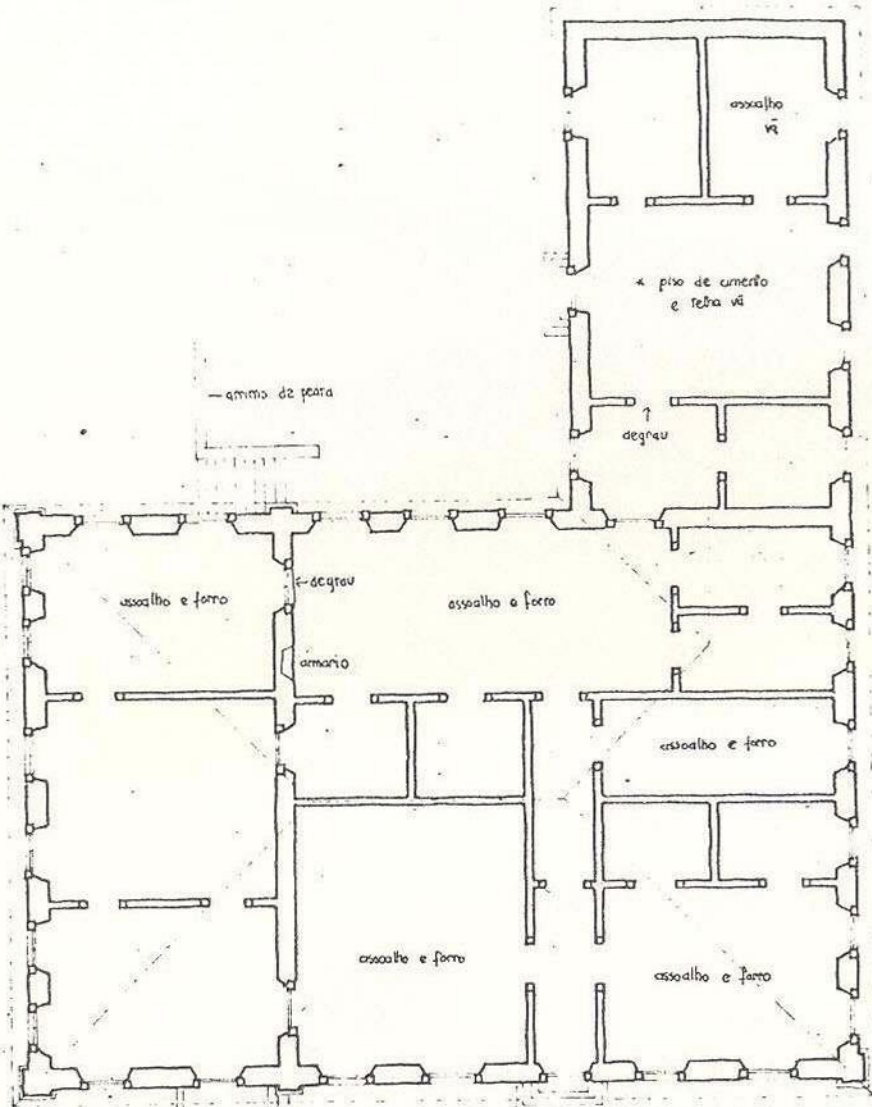 assoalho
vã
* piso de cimento
e telha vã
degrau
assoalho e forro
←degrau
assoalho e forro
armario
assoalho e forro
assoalho e forro
assoalho e forro